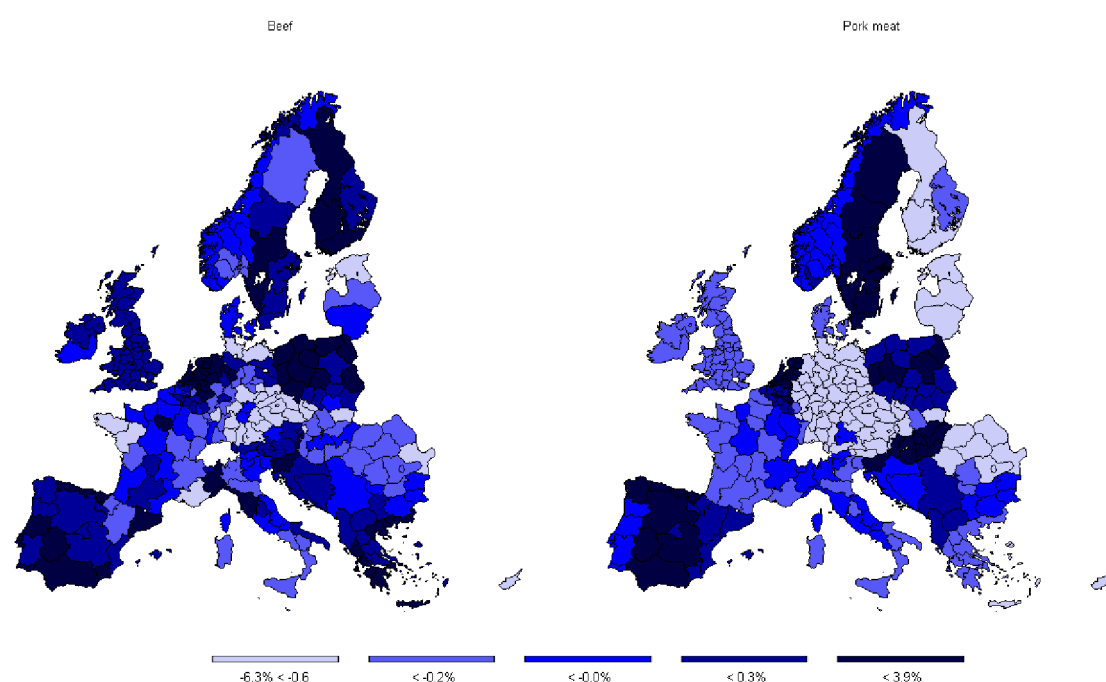 Beef
Pork meat
-6.3% < -0.6
< -0.2%
< -0.0%
< 0.3%
< 3.9%